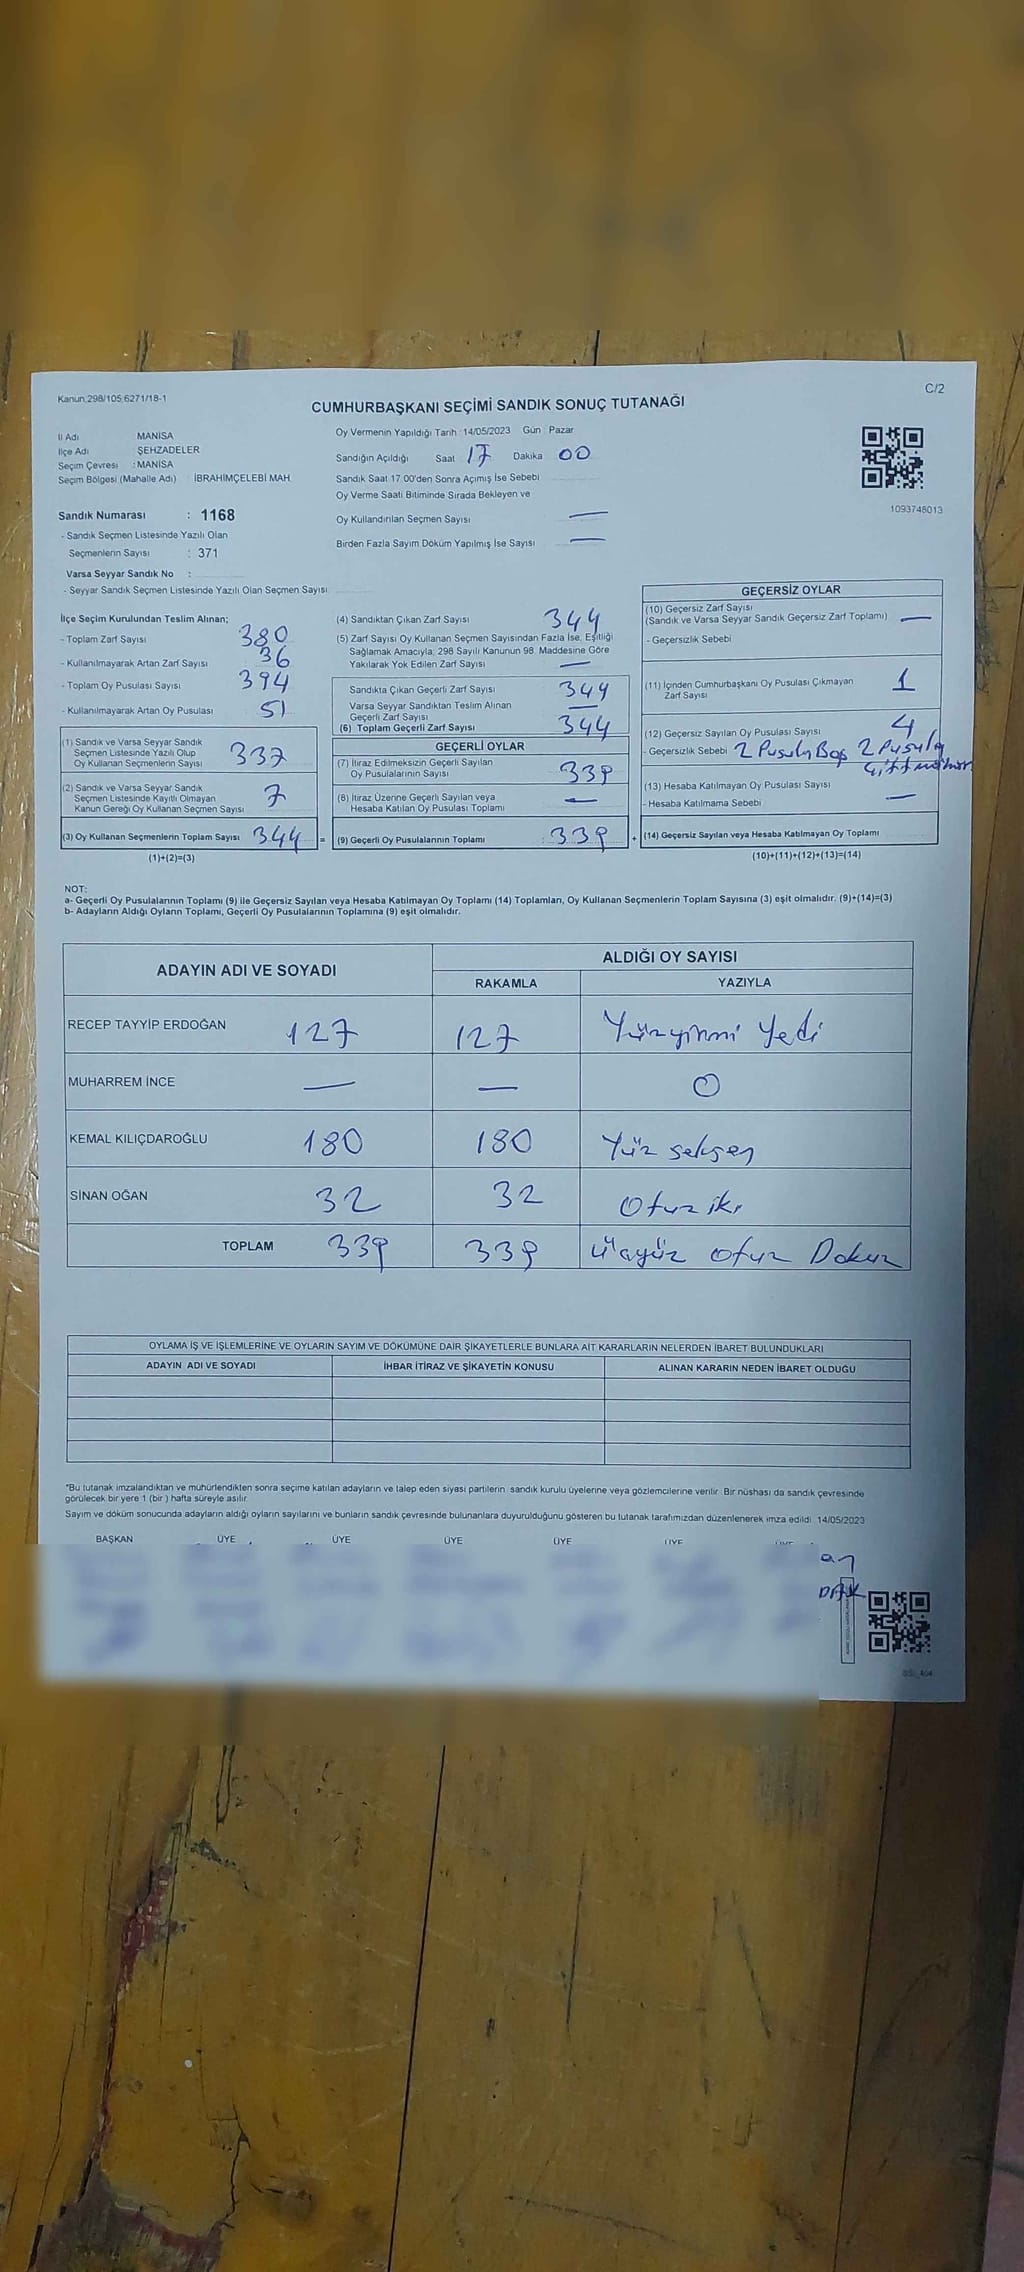 Kanun;298/105;6271/18-1
C/2
CUMHURBAŞKANI SEÇİMİ SANDIK SONUÇ TUTANAĞI
İl Adı MANİSA
İlçe Adı ŞEHZADELER
Seçim Çevresi : MANİSA
Seçim Bölgesi (Mahalle Adı) : İBRAHİMÇELEBİ MAH.
Oy Vermenin Yapıldığı Tarih : 14/05/2023 Gün Pazar
Sandığın Açıldığı Saat 17 Dakika 00
Sandık Saat 17:00'den Sonra Açımış İse Sebebi
Oy Verme Saati Bitiminde Sırada Bekleyen ve
Oy Kullandırılan Seçmen Sayısı —
Birden Fazla Sayım Döküm Yapılmış İse Sayısı —
1093748013
Sandık Numarası : 1168
- Sandık Seçmen Listesinde Yazılı Olan
Seçmenlerin Sayısı : 371
Varsa Seyyar Sandık No :
- Seyyar Sandık Seçmen Listesinde Yazılı Olan Seçmen Sayısı
İlçe Seçim Kurulundan Teslim Alınan;
- Toplam Zarf Sayısı 380
- Kullanılmayarak Artan Zarf Sayısı 36
- Toplam Oy Pusulası Sayısı 394
- Kullanılmayarak Artan Oy Pusulası 51
(1) Sandık ve Varsa Seyyar Sandık
Seçmen Listesinde Yazılı Olup
Oy Kullanan Seçmenlerin Sayısı 337
(2) Sandık ve Varsa Seyyar Sandık
Seçmen Listesinde Kayıtlı Olmayan
Kanun Gereği Oy Kullanan Seçmen Sayısı 7
(3) Oy Kullanan Seçmenlerin Toplam Sayısı 344 =
(1)+(2)=(3)
(4) Sandıktan Çıkan Zarf Sayısı 344
(5) Zarf Sayısı Oy Kullanan Seçmen Sayısından Fazla İse, Eşitliği
Sağlamak Amacıyla; 298 Sayılı Kanunun 98. Maddesine Göre
Yakılarak Yok Edilen Zarf Sayısı —
Sandıkta Çıkan Geçerli Zarf Sayısı 344
Varsa Seyyar Sandıktan Teslim Alınan
Geçerli Zarf Sayısı —
(6) Toplam Geçerli Zarf Sayısı 344
GEÇERLİ OYLAR
(7) İtiraz Edilmeksizin Geçerli Sayılan
Oy Pusulalarının Sayısı 339
(8) İtiraz Üzerine Geçerli Sayılan veya
Hesaba Katılan Oy Pusulası Toplamı —
(9) Geçerli Oy Pusulalarının Toplamı : 339 +
GEÇERSİZ OYLAR
(10) Geçersiz Zarf Sayısı
(Sandık ve Varsa Seyyar Sandık Geçersiz Zarf Toplamı) —
- Geçersizlik Sebebi
(11) İçinden Cumhurbaşkanı Oy Pusulası Çıkmayan
Zarf Sayısı 1
(12) Geçersiz Sayılan Oy Pusulası Sayısı 4
- Geçersizlik Sebebi 2 Pusula Boş 2 Pusula
(13) Hesaba Katılmayan Oy Pusulası Sayısı
- Hesaba Katılmama Sebebi —
(14) Geçersiz Sayılan veya Hesaba Katılmayan Oy Toplamı
(10)+(11)+(12)+(13)=(14)
NOT:
a- Geçerli Oy Pusulalarının Toplamı (9) ile Geçersiz Sayılan veya Hesaba Katılmayan Oy Toplamı (14) Toplamları, Oy Kullanan Seçmenlerin Toplam Sayısına (3) eşit olmalıdır. (9)+(14)=(3)
b- Adayların Aldığı Oyların Toplamı, Geçerli Oy Pusulalarının Toplamına (9) eşit olmalıdır.
ADAYIN ADI VE SOYADI ALDIĞI OY SAYISI
RAKAMLA YAZIYLA
RECEP TAYYİP ERDOĞAN 127 127 Yüzyirmi Yedi
MUHARREM İNCE — — 0
KEMAL KILIÇDAROĞLU 180 180 Yüz seksen
SİNAN OĞAN 32 32 Otuz iki
TOPLAM 339 339 üçyüz otuz Dokuz
OYLAMA İŞ VE İŞLEMLERİNE VE OYLARIN SAYIM VE DÖKÜMÜNE DAİR ŞİKAYETLERLE BUNLARA AİT KARARLARIN NELERDEN İBARET BULUNDUKLARI
ADAYIN ADI VE SOYADI İHBAR İTİRAZ VE ŞİKAYETİN KONUSU ALINAN KARARIN NEDEN İBARET OLDUĞU
"Bu tutanak imzalandıktan ve mühürlendikten sonra seçime katılan adayların ve talep eden siyasi partilerin sandık kurulu üyelerine veya gözlemcilerine verilir. Bir nüshası da sandık çevresinde
görülecek bir yere 1 (bir) hafta süreyle asılır.
Sayım ve döküm sonucunda adayların aldığı oyların sayılarını ve bunların sandık çevresinde bulunanlara duyurulduğunu gösteren bu tutanak tarafımızdan düzenlenerek imza edildi. 14/05/2023
BAŞKAN ÜYE ÜYE ÜYE ÜYE ÜYE ÜYE